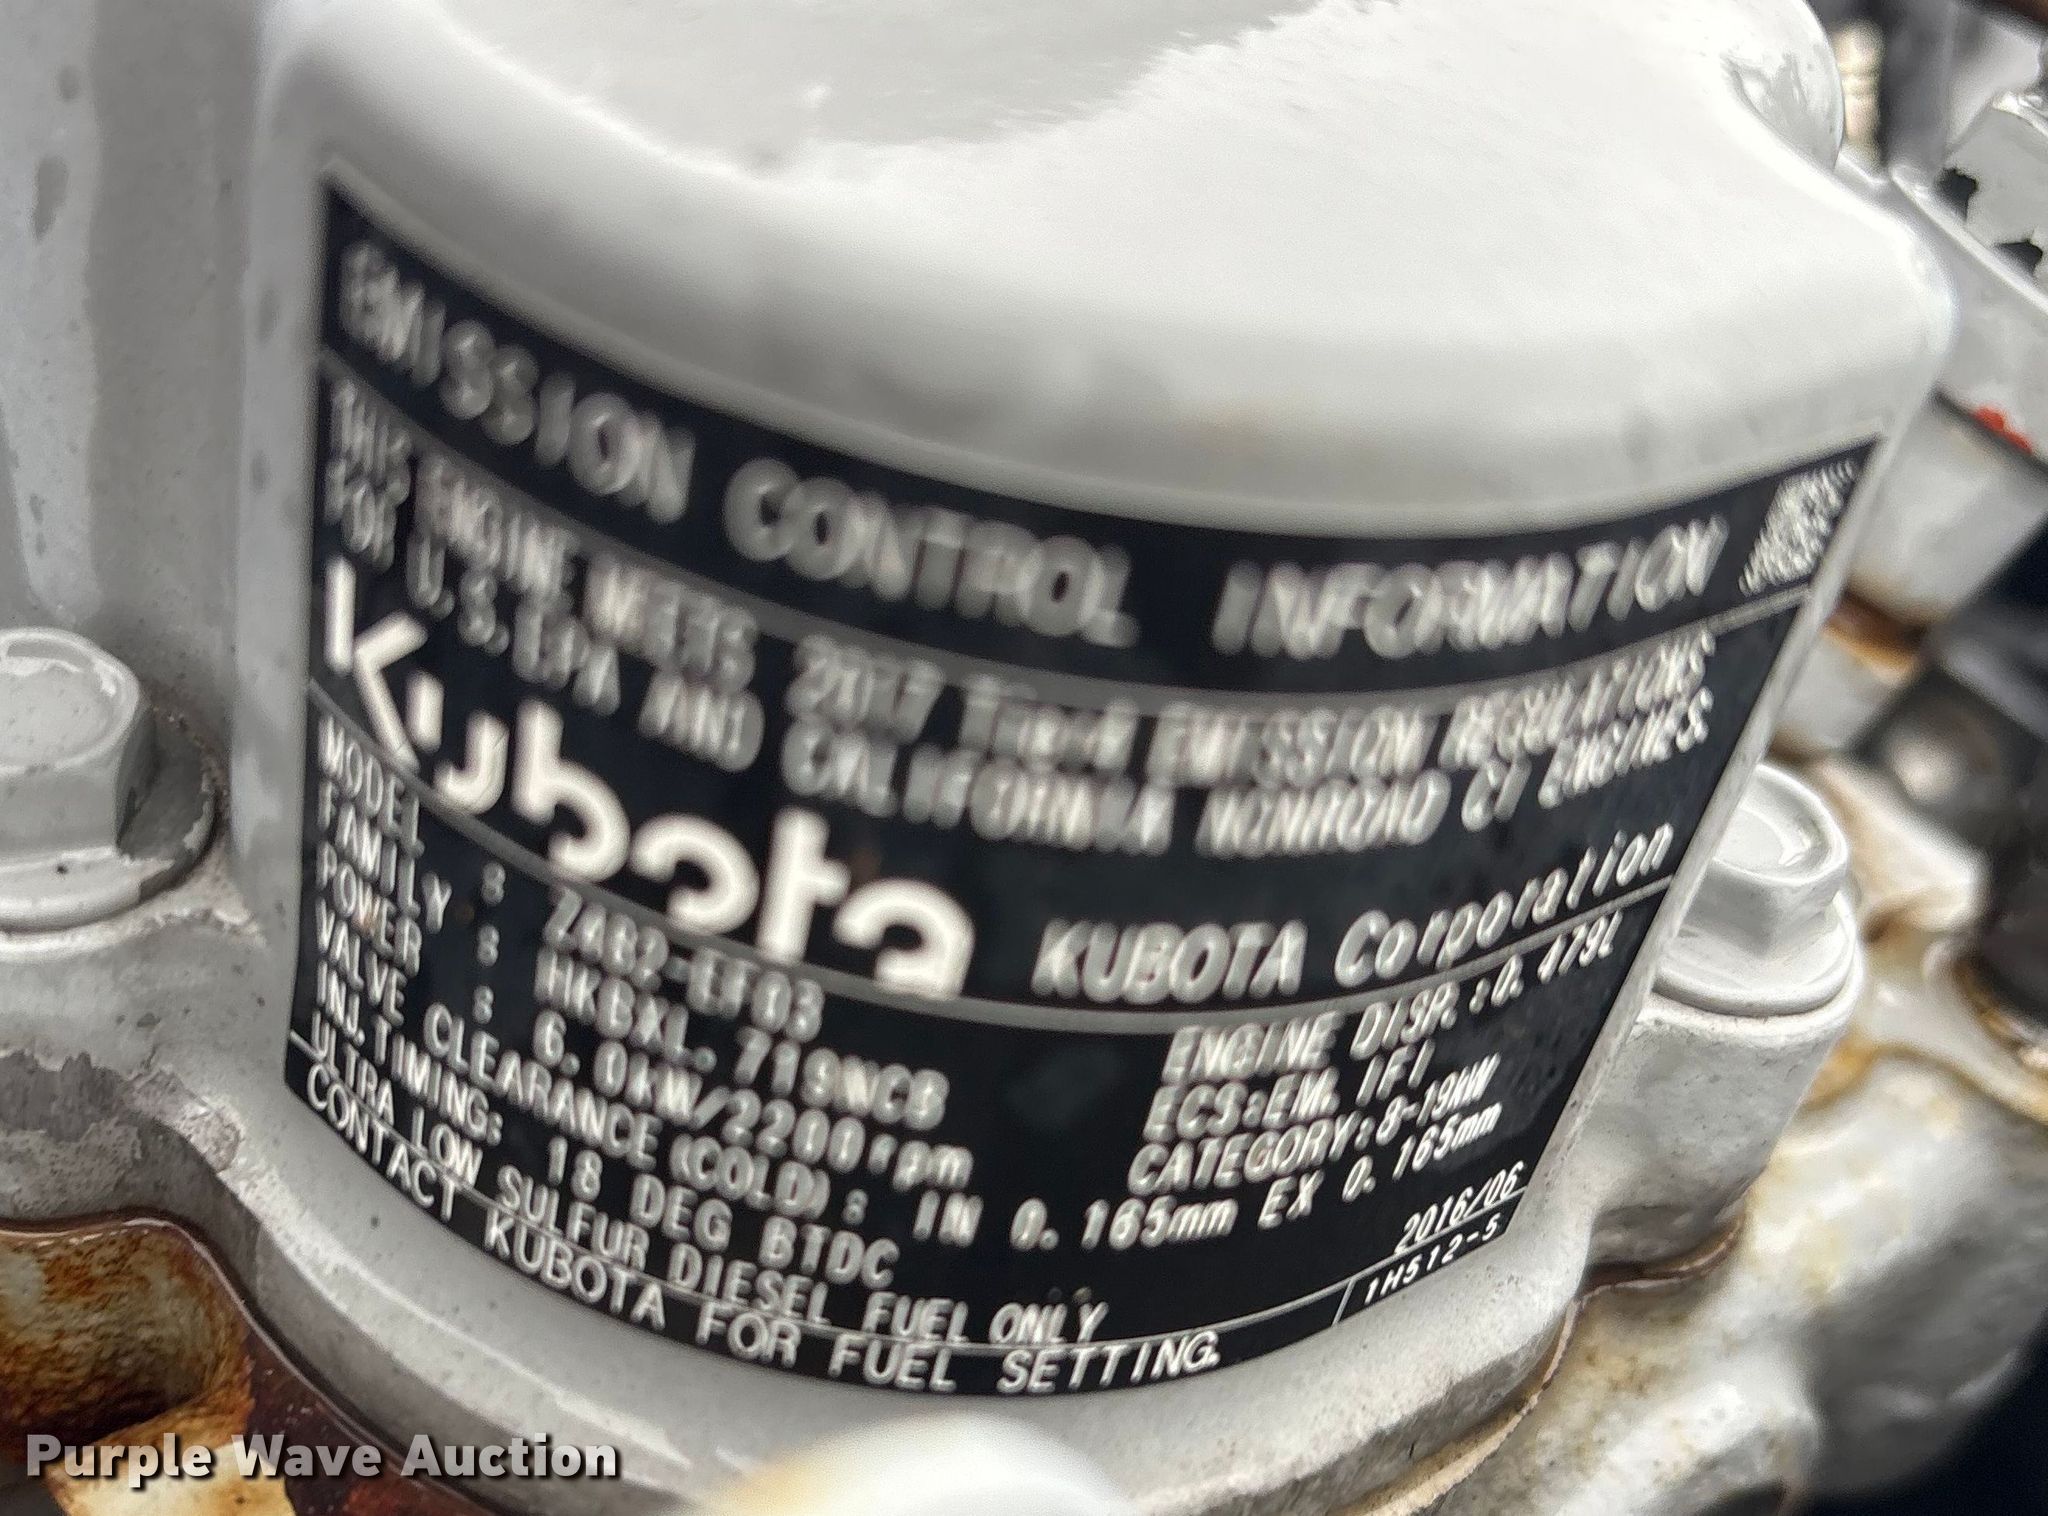 EMISSION CONTROL INFORMATION
THIS ENGINE MEETS 2017 Tier4 EMISSION REGULATIONS
FOR U.S.EPA AND CALIFORNIA NONROAD CI ENGINES
Kubota KUBOTA Corporation
MODEL : Z482-EF03 ENGINE DISP.:0.479L
FAMILY : HKBXL.719NCB ECS:EM, IFI
POWER : 6.0kW/2200rpm CATEGORY:8-19kW
VALVE CLEARANCE(COLD): IN 0.165mm EX 0.165mm
INJ.TIMING: 18 DEG BTDC
ULTRA LOW SULFUR DIESEL FUEL ONLY 2016/06
CONTACT KUBOTA FOR FUEL SETTING. 1H512-5
Purple Wave Auction